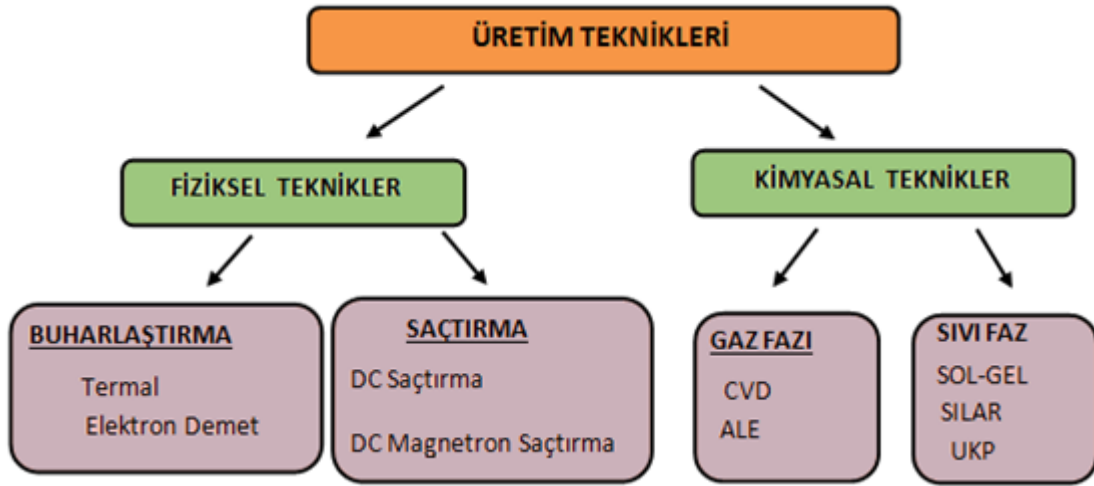 ÜRETİM TEKNİKLERİ
FİZİKSEL TEKNİKLER
KİMYASAL TEKNİKLER
BUHARLAŞTIRMA
Termal
Elektron Demet
SAÇTIRMA
DC Saçtırma
DC Magnetron Saçtırma
GAZ FAZI
CVD
ALE
SIVI FAZ
SOL-GEL
SILAR
UKP